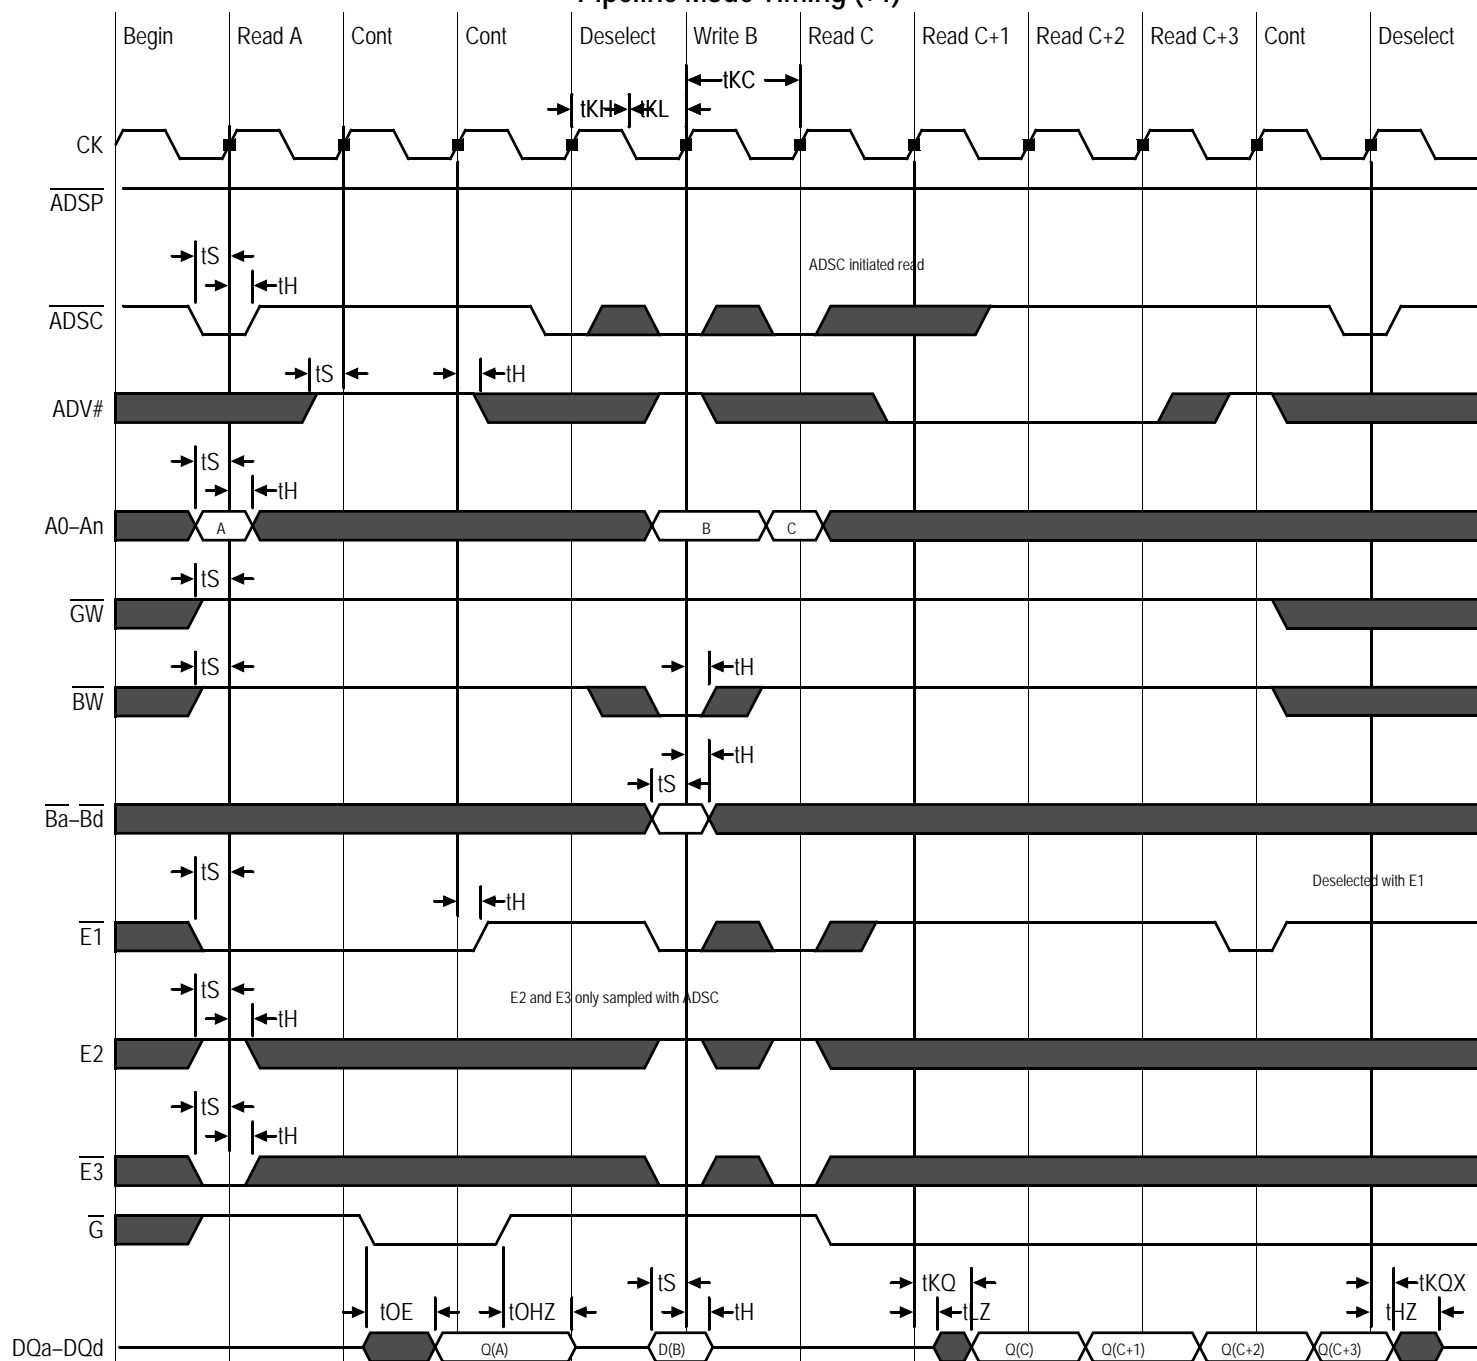 Pipeline Mode Timing (+1)
Begin Read A Cont Cont Deselect Write B Read C Read C+1 Read C+2 Read C+3 Cont Deselect
tKC
tKH tKL
CK
ADSP
tS
ADSC initiated read
tH
ADSC
tS tH
ADV#
tS
tH
A0–An A B C
tS
GW
tS tH
BW
tH
tS
Ba–Bd
tS
Deselected with E1
tH
E1
tS
E2 and E3 only sampled with ADSC
tH
E2
tS
tH
E3
G
tS tKQ tKQX
tOE tOHZ tH tLZ tHZ
DQa–DQd Q(A) D(B) Q(C) Q(C+1) Q(C+2) Q(C+3)